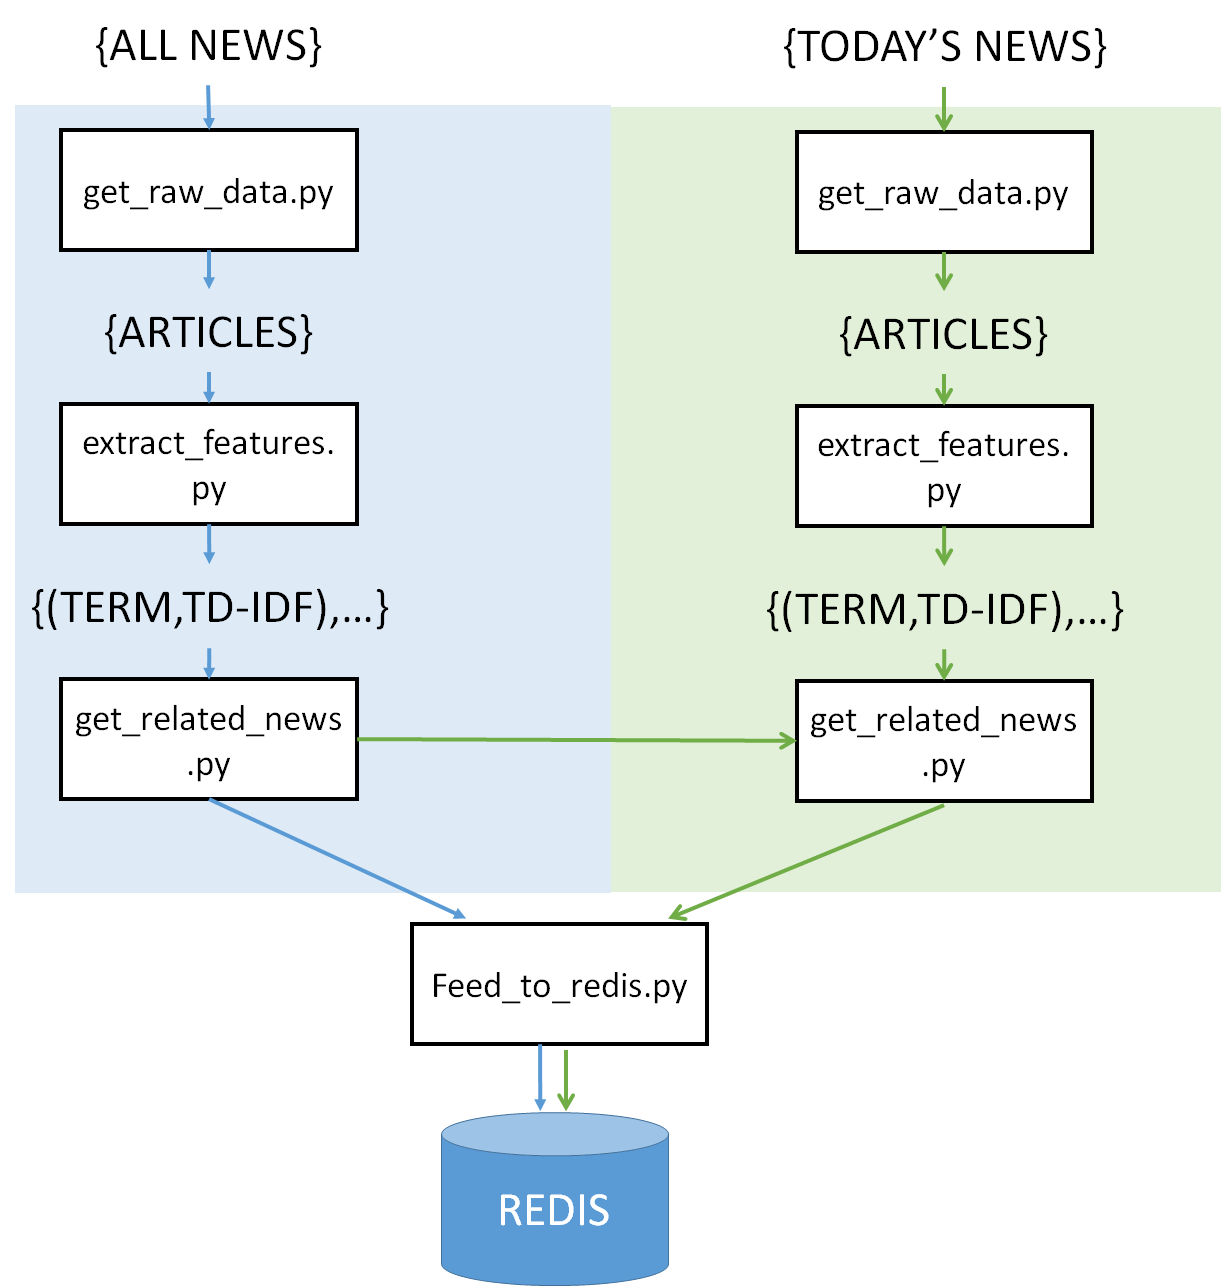 {ALL NEWS}
{TODAY'S NEWS}
get_raw_data.py
get_raw_data.py
{ARTICLES}
{ARTICLES}
extract_features.
py
extract_features.
py
{(TERM,TD-IDF),...}
{(TERM,TD-IDF),...}
get_related_news
.py
get_related_news
.py
Feed_to_redis.py
REDIS